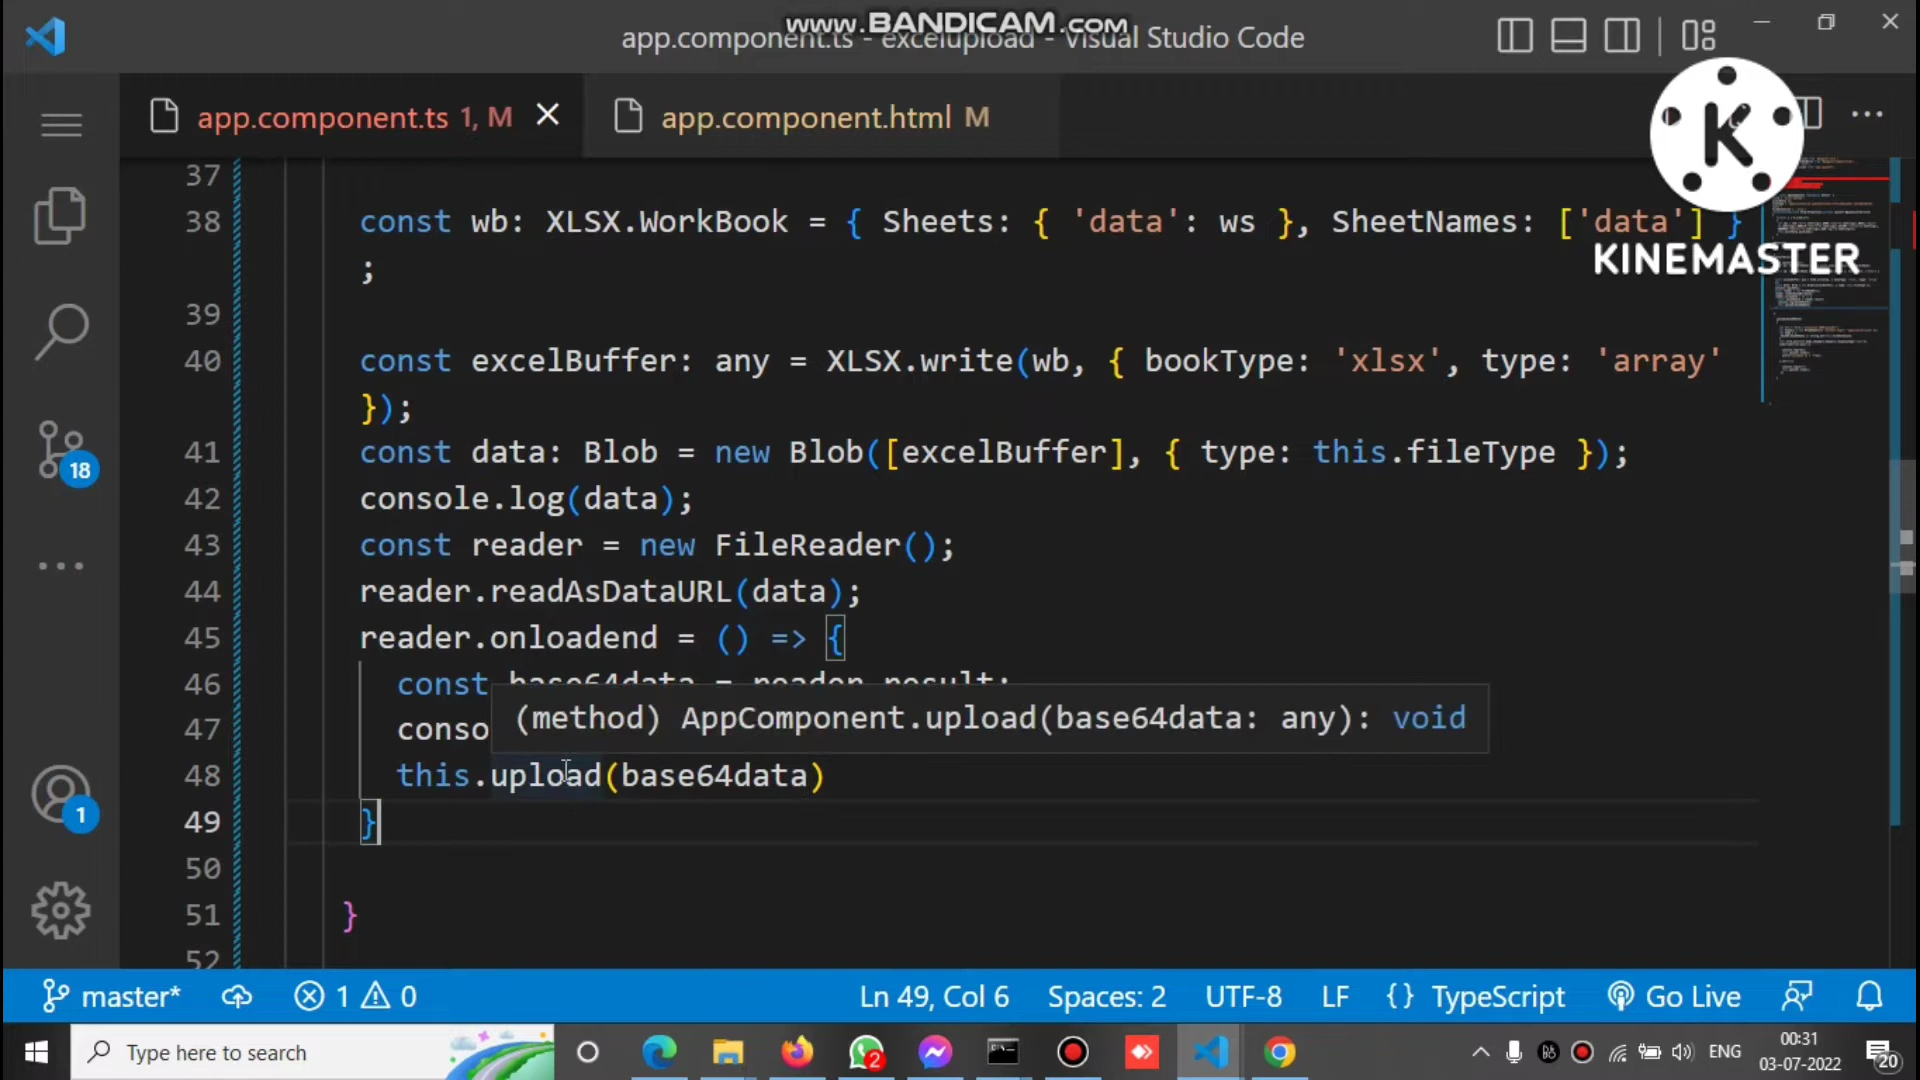 www.BANDICAM.com
app.component.ts - excelupload - Visual Studio Code
app.component.ts 1, M
app.component.html M
KINEMASTER
37
38 const wb: XLSX.WorkBook = { Sheets: { 'data': ws }, SheetNames: ['data'] }
;
39
40 const excelBuffer: any = XLSX.write(wb, { bookType: 'xlsx', type: 'array'
});
41 const data: Blob = new Blob([excelBuffer], { type: this.fileType });
42 console.log(data);
43 const reader = new FileReader();
44 reader.readAsDataURL(data);
45 reader.onloadend = () => {
46 const base64data = reader.result;
47 conso
(method) AppComponent.upload(base64data: any): void
48 this.upload(base64data)
49 }
50
51 }
52
18
1
master* 1 0 Ln 49, Col 6 Spaces: 2 UTF-8 LF {} TypeScript Go Live
Type here to search
2
ENG
00:31
03-07-2022
20